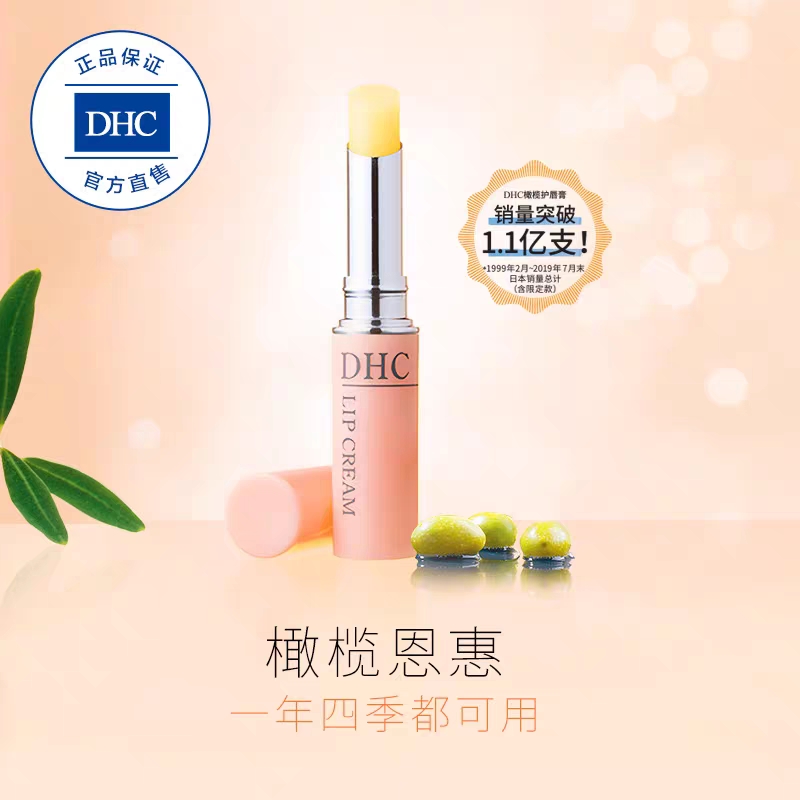 正品保证
DHC
官方直售
DHC橄榄护唇膏
销量突破
1.1亿支！
*1999年2月~2019年7月末
日本销量总计
(含限定款)
DHC
LIP CREAM
橄榄恩惠
一年四季都可用